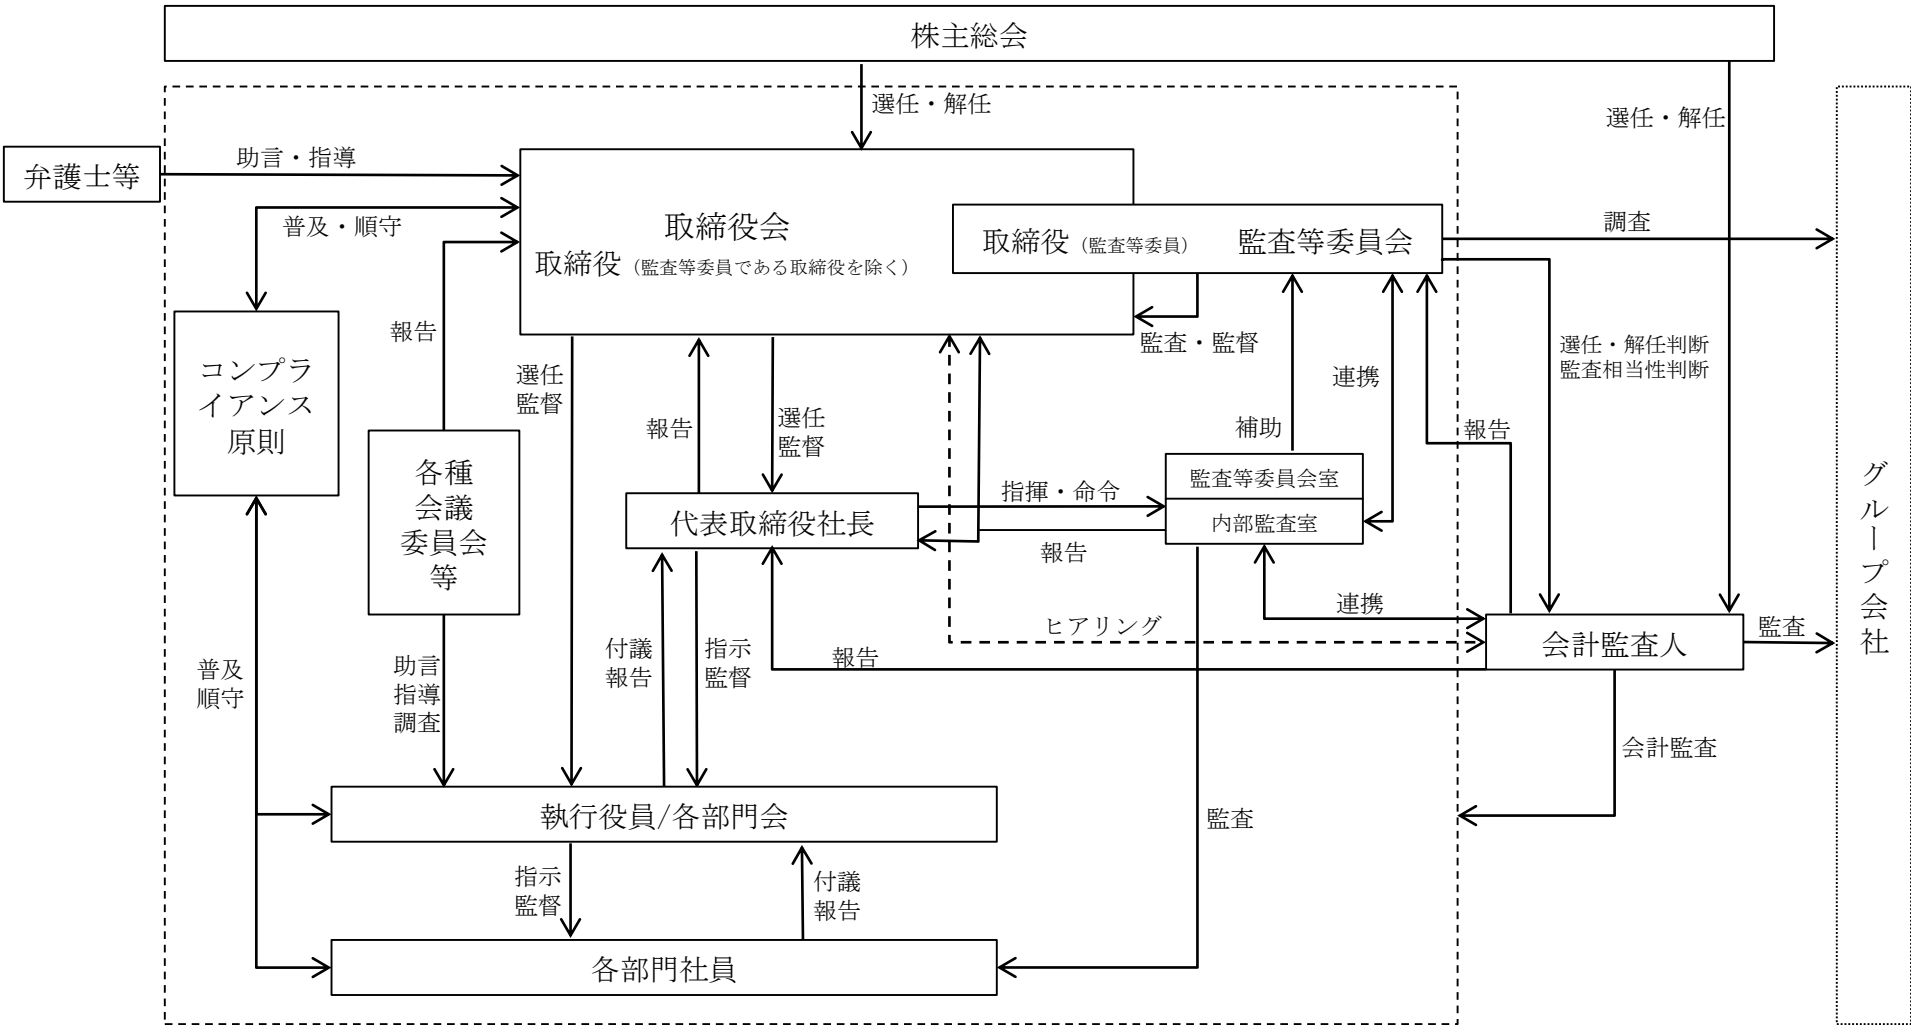 株主総会
選任・解任
選任・解任
弁護士等
助言・指導
普及・順守
取締役会
取締役（監査等委員である取締役を除く）
取締役（監査等委員）　監査等委員会
調査
報告
監査・監督
コンプラ
イアンス
原則
選任
監督
報告
選任
監督
補助
連携
報告
選任・解任判断
監査相当性判断
各種
会議
委員会
等
監査等委員会室
内部監査室
代表取締役社長
指揮・命令
報告
グループ会社
連携
ヒアリング
報告
会計監査人
監査
普及
順守
助言
指導
調査
付議
報告
指示
監督
会計監査
執行役員/各部門会
監査
指示
監督
付議
報告
各部門社員